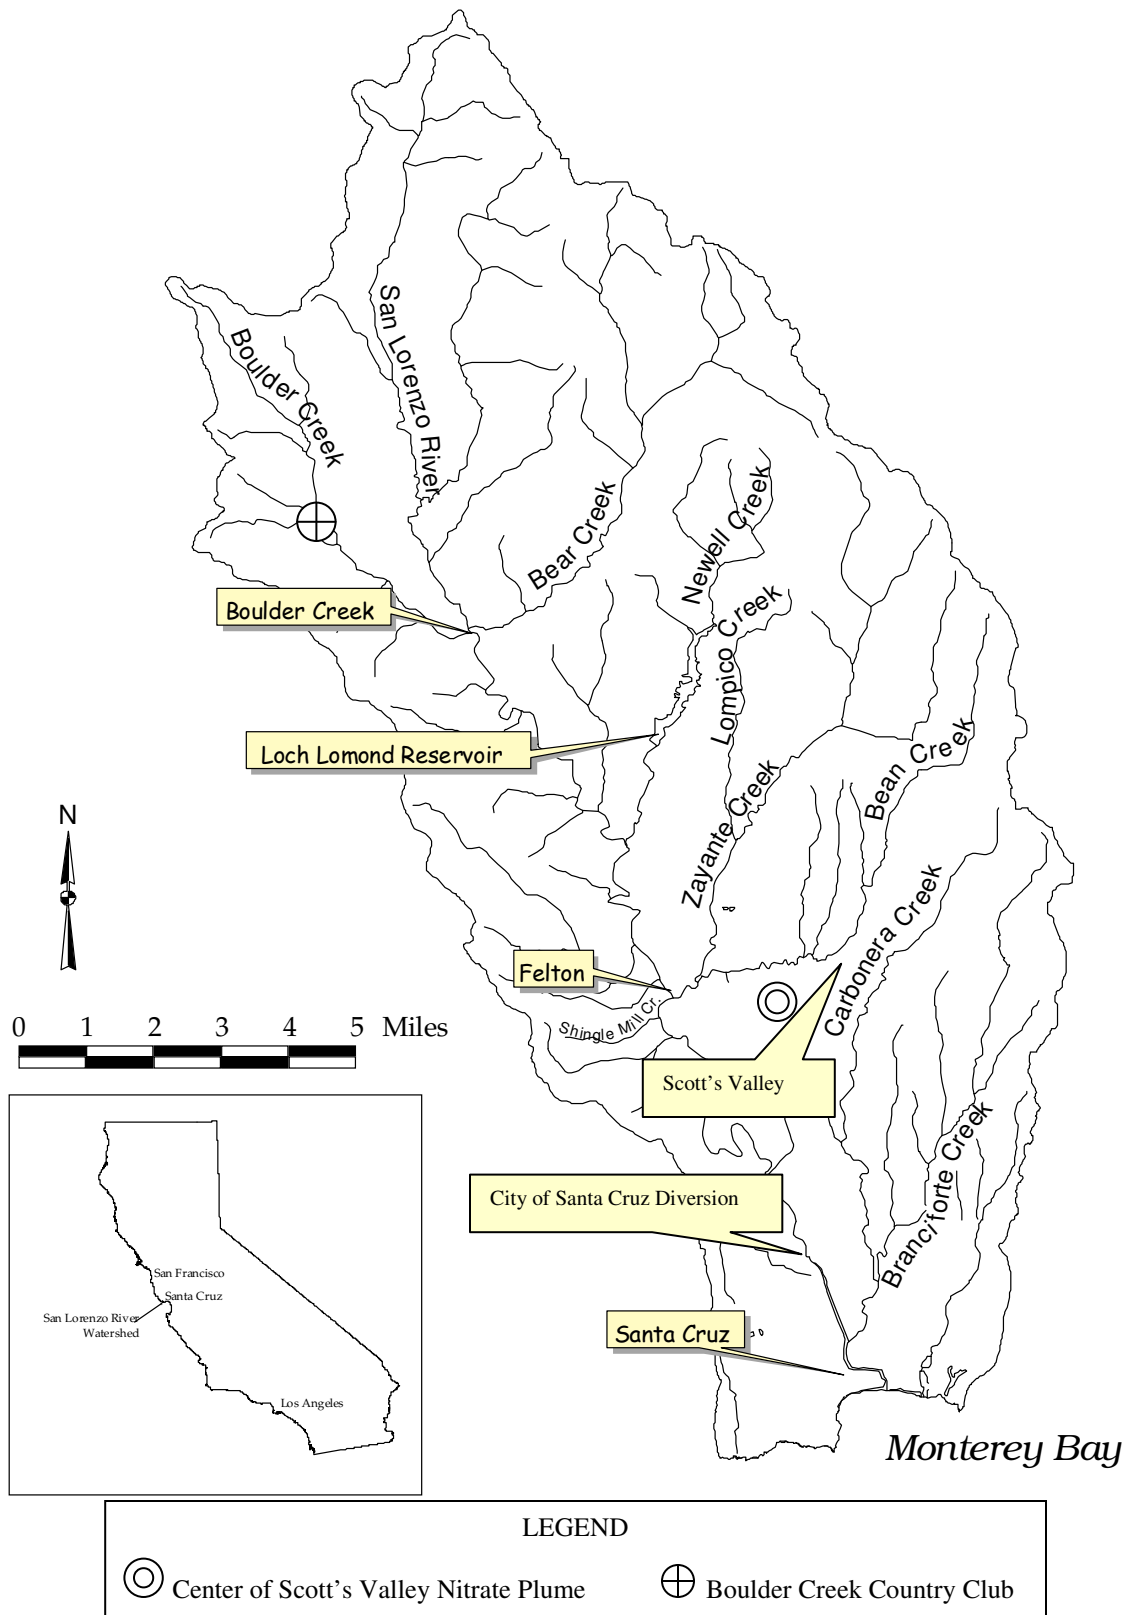 San Lorenzo River
Boulder Creek
Bear Creek
Newell Creek
Lompico Creek
Boulder Creek
Loch Lomond Reservoir
Bean Creek
Zayante Creek
N
Carbonera Creek
Felton
Shingle Mill Cr.
0 1 2 3 4 5 Miles
Scott's Valley
Branciforte Creek
City of Santa Cruz Diversion
San Francisco
Santa Cruz
San Lorenzo River
Watershed
Los Angeles
Santa Cruz
Monterey Bay
LEGEND
Center of Scott's Valley Nitrate Plume
Boulder Creek Country Club